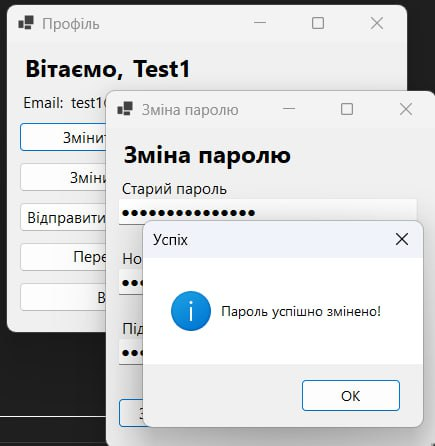 Профіль
Вітаємо, Test1
Email: test1
Відправити
Зміна паролю
Зміна паролю
Старий пароль
Успіх
Пароль успішно змінено!
OK